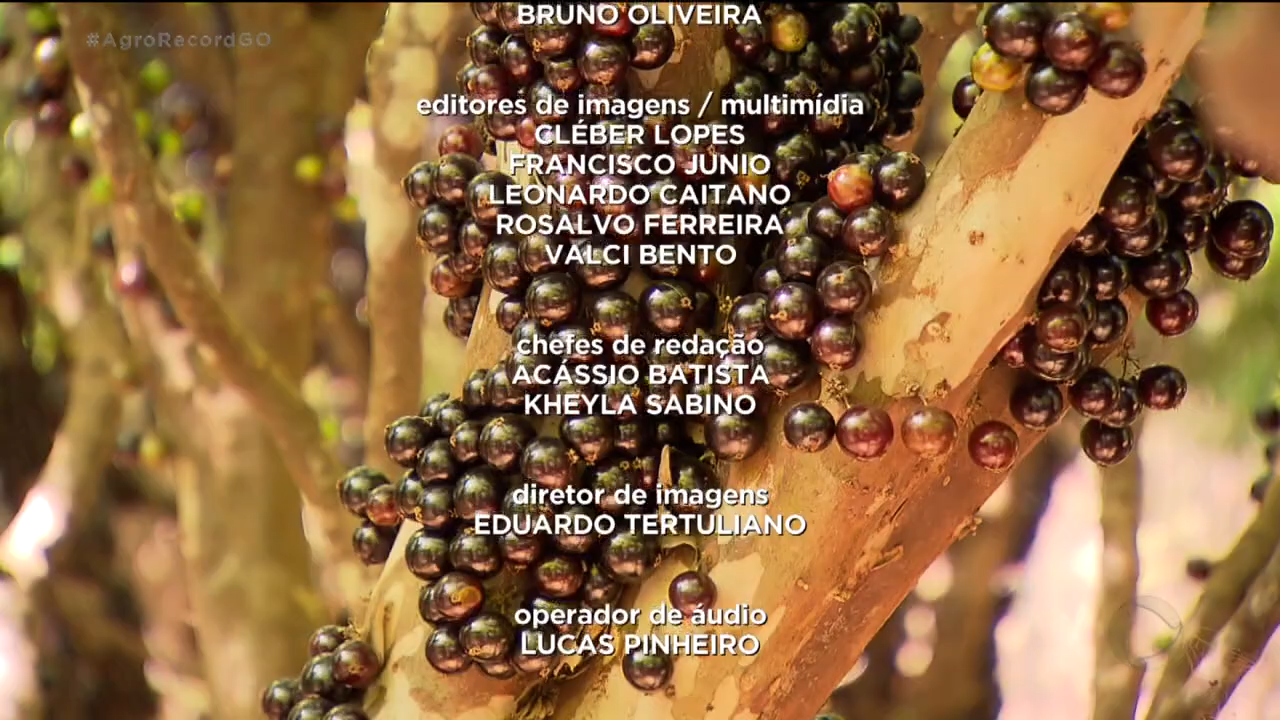 BRUNO OLIVEIRA
#AgroRecordGO
editores de imagens / multimídia
CLÉBER LOPES
FRANCISCO JUNIO
LEONARDO CAITANO
ROSALVO FERREIRA
VALCI BENTO
chefes de redação
ACÁSSIO BATISTA
KHEYLA SABINO
diretor de imagens
EDUARDO TERTULIANO
operador de áudio
LUCAS PINHEIRO